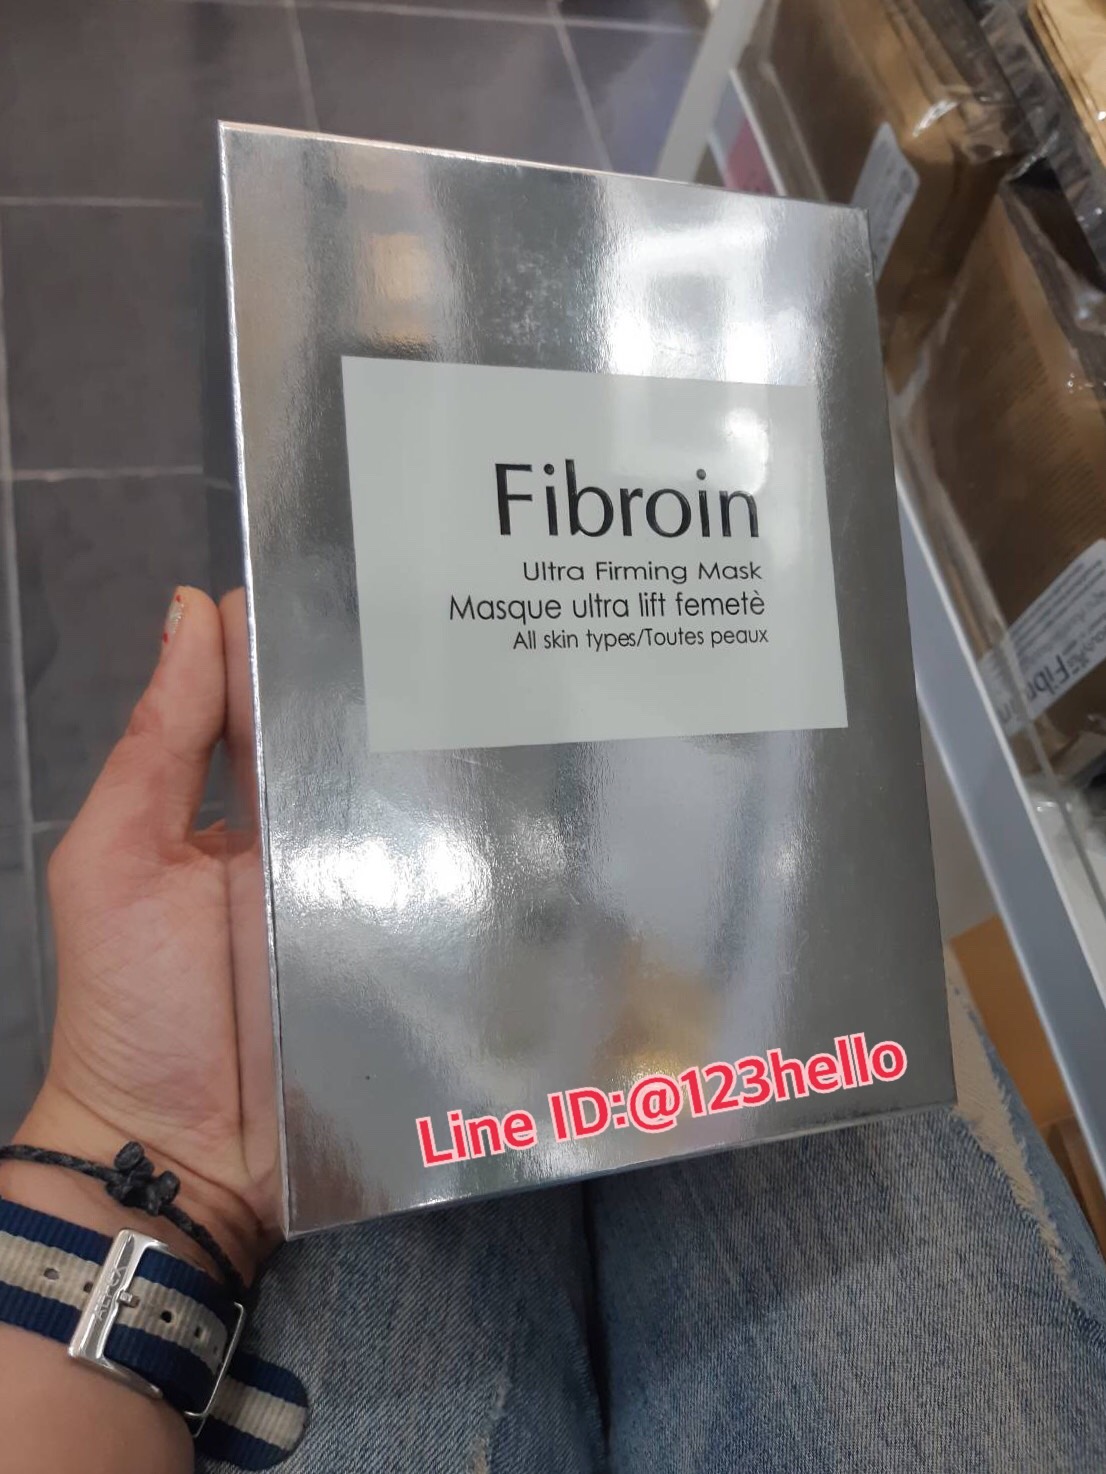 Fibroin
Ultra Firming Mask
Masque ultra lift femetè
All skin types/Toutes peaux
Line ID:@123hello